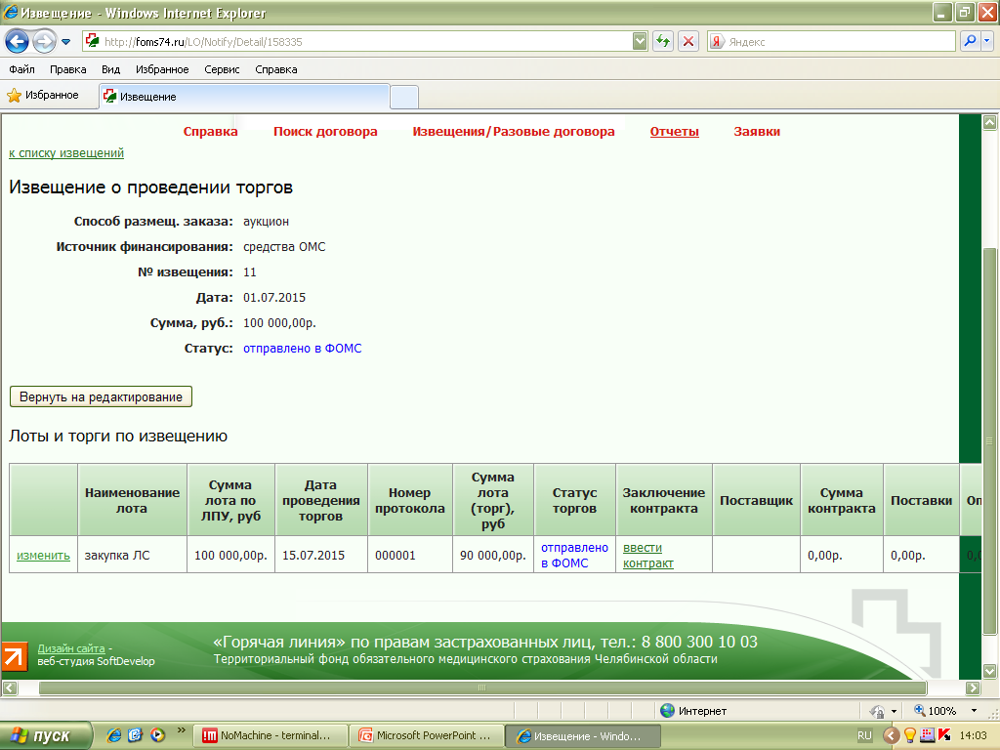 Извещение - Windows Internet Explorer
http://foms74.ru/LO/Notify/Detail/158335
Яндекс
Файл Правка Вид Избранное Сервис Справка
Избранное Извещение
Справка Поиск договора Извещения/Разовые договора Отчеты Заявки
к списку извещений
Извещение о проведении торгов
Способ размещ. заказа: аукцион
Источник финансирования: средства ОМС
№ извещения: 11
Дата: 01.07.2015
Сумма, руб.: 100 000,00р.
Статус: отправлено в ФОМС
Вернуть на редактирование
Лоты и торги по извещению
Наименование лота
Сумма лота по ЛПУ, руб
Дата проведения торгов
Номер протокола
Сумма лота (торг), руб
Статус торгов
Заключение контракта
Поставщик
Сумма контракта
Поставки
Оп
изменить
закупка ЛС
100 000,00р.
15.07.2015
000001
90 000,00р.
отправлено в ФОМС
ввести контракт
0,00р.
0,00р.
«Горячая линия» по правам застрахованных лиц, тел.: 8 800 300 10 03
Территориальный фонд обязательного медицинского страхования Челябинской области
Дизайн сайта -
веб-студия SoftDevelop
Интернет
100%
пуск
NoMachine - terminal...
Microsoft PowerPoint ...
Извещение - Windo...
RU
14:03